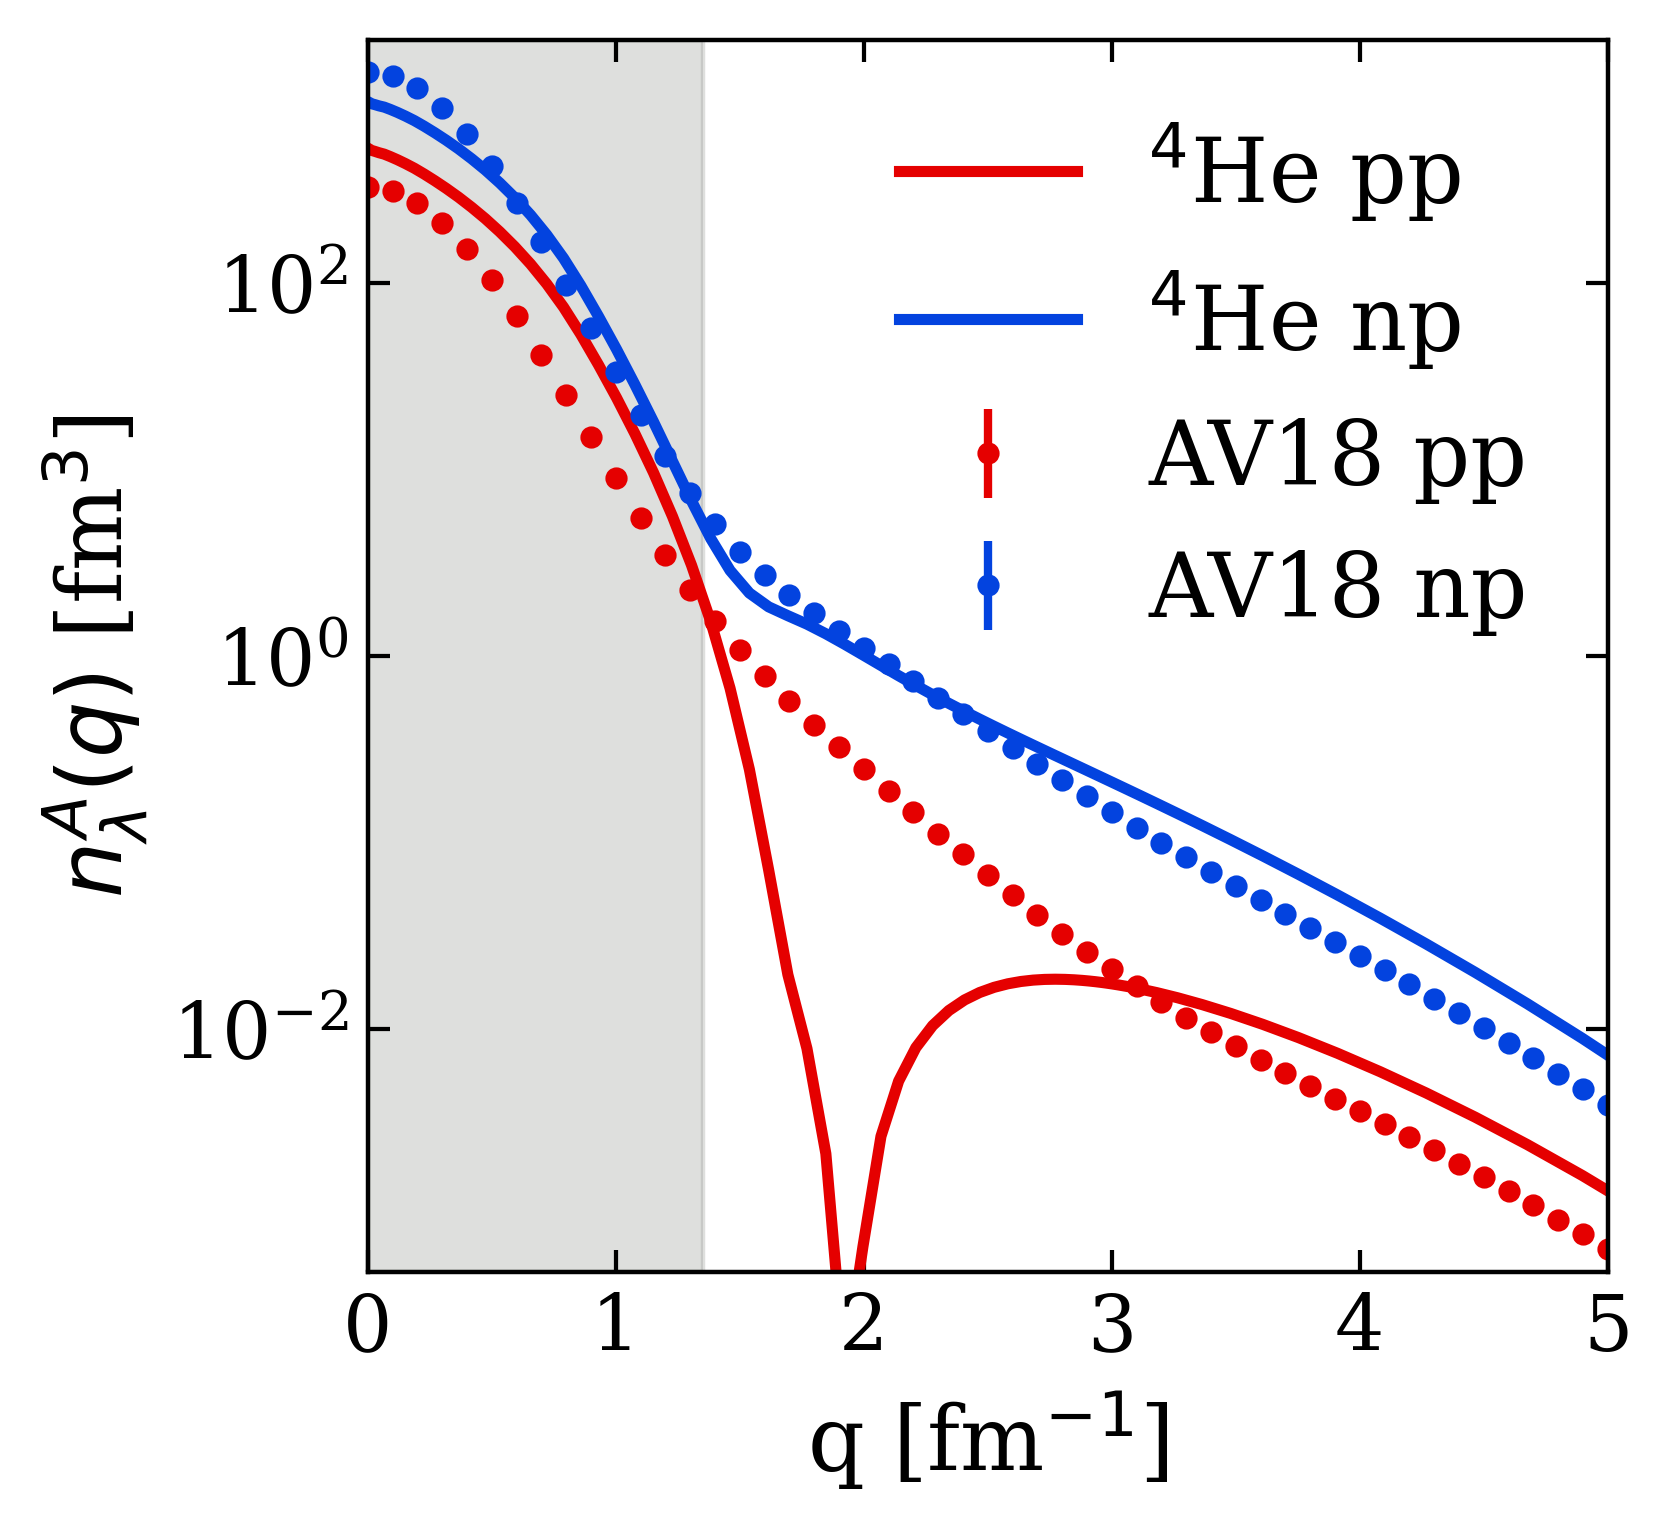 ⁴He pp
⁴He np
AV18 pp
AV18 np
10²
10⁰
10⁻²
n_λ^A(q) [fm³]
0 1 2 3 4 5
q [fm⁻¹]